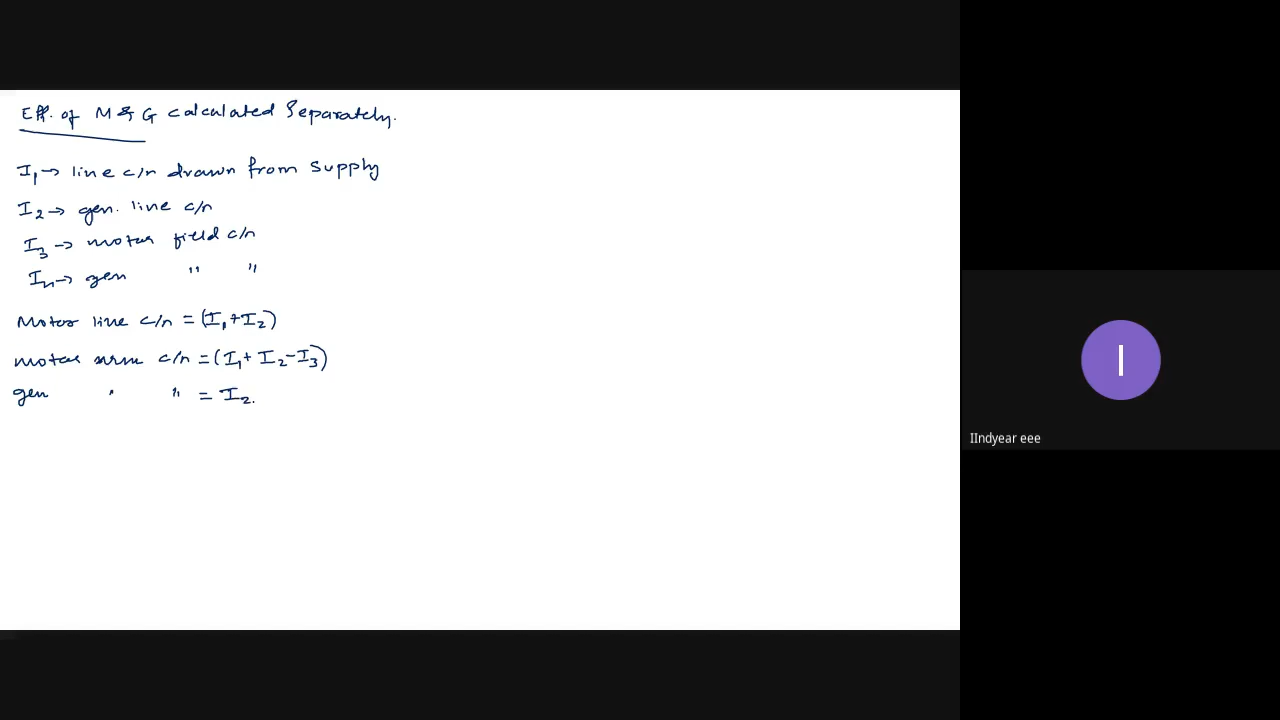 Eff. of M & G calculated Separately.
I₁→ line c/n drawn from supply
I₂→ gen. line c/n
I₃→ motor field c/n
I₄→ gen " "
Motor line c/n = (I₁+I₂)
motor arm c/n = (I₁+ I₂-I₃)
gen " " = I₂.
I
IIndyear eee